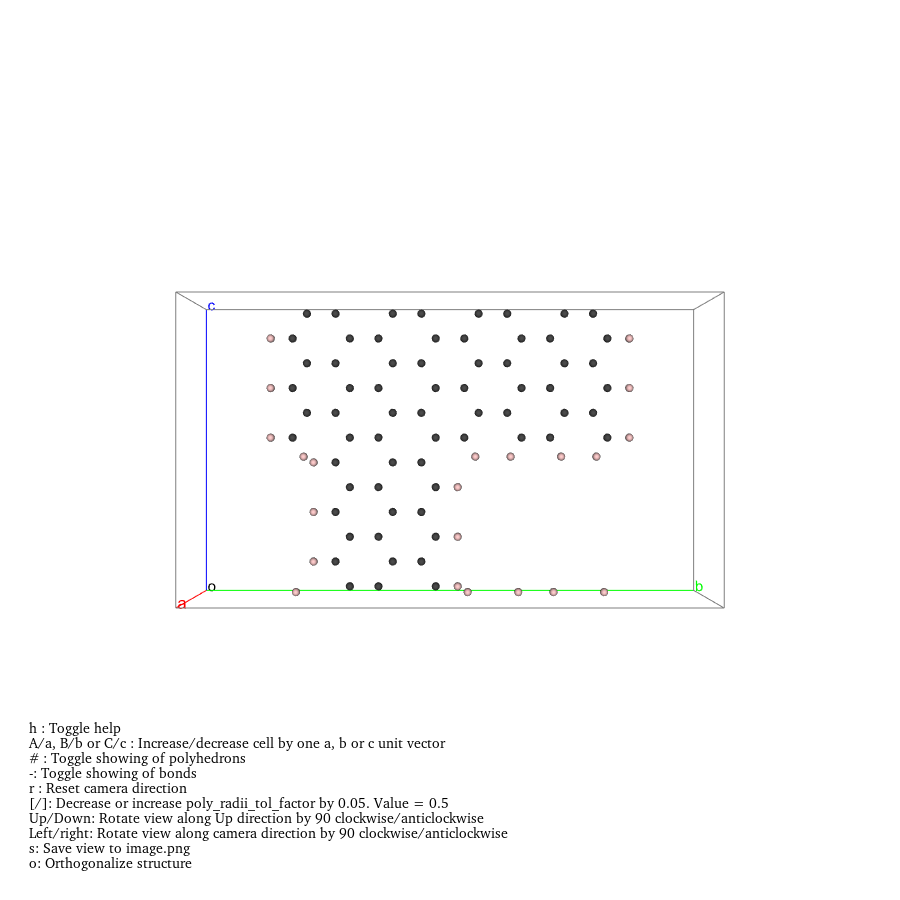 c
o
b
a
h : Toggle help
A/a, B/b or C/c : Increase/decrease cell by one a, b or c unit vector
# : Toggle showing of polyhedrons
-: Toggle showing of bonds
r : Reset camera direction
[/]: Decrease or increase poly_radii_tol_factor by 0.05. Value = 0.5
Up/Down: Rotate view along Up direction by 90 clockwise/anticlockwise
Left/right: Rotate view along camera direction by 90 clockwise/anticlockwise
s: Save view to image.png
o: Orthogonalize structure